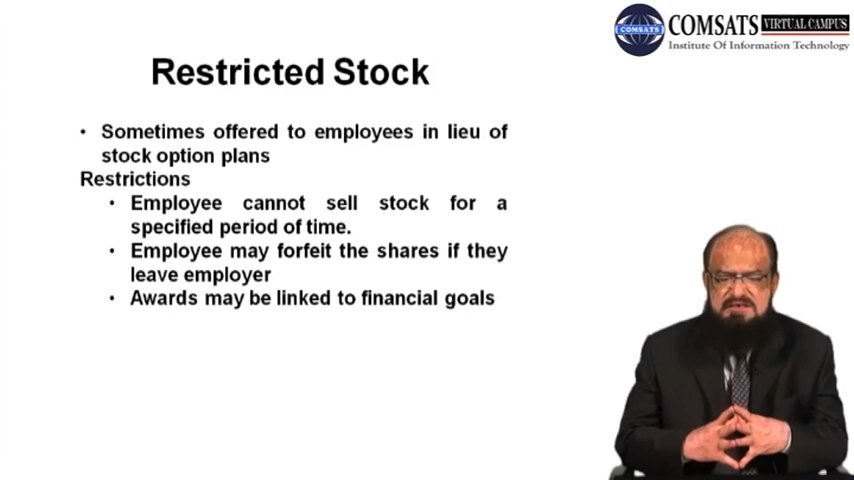 COMSATS VIRTUAL CAMPUS
COMSATS
Institute Of Information Technology
Restricted Stock
• Sometimes offered to employees in lieu of
stock option plans
Restrictions
• Employee cannot sell stock for a
specified period of time.
• Employee may forfeit the shares if they
leave employer
• Awards may be linked to financial goals